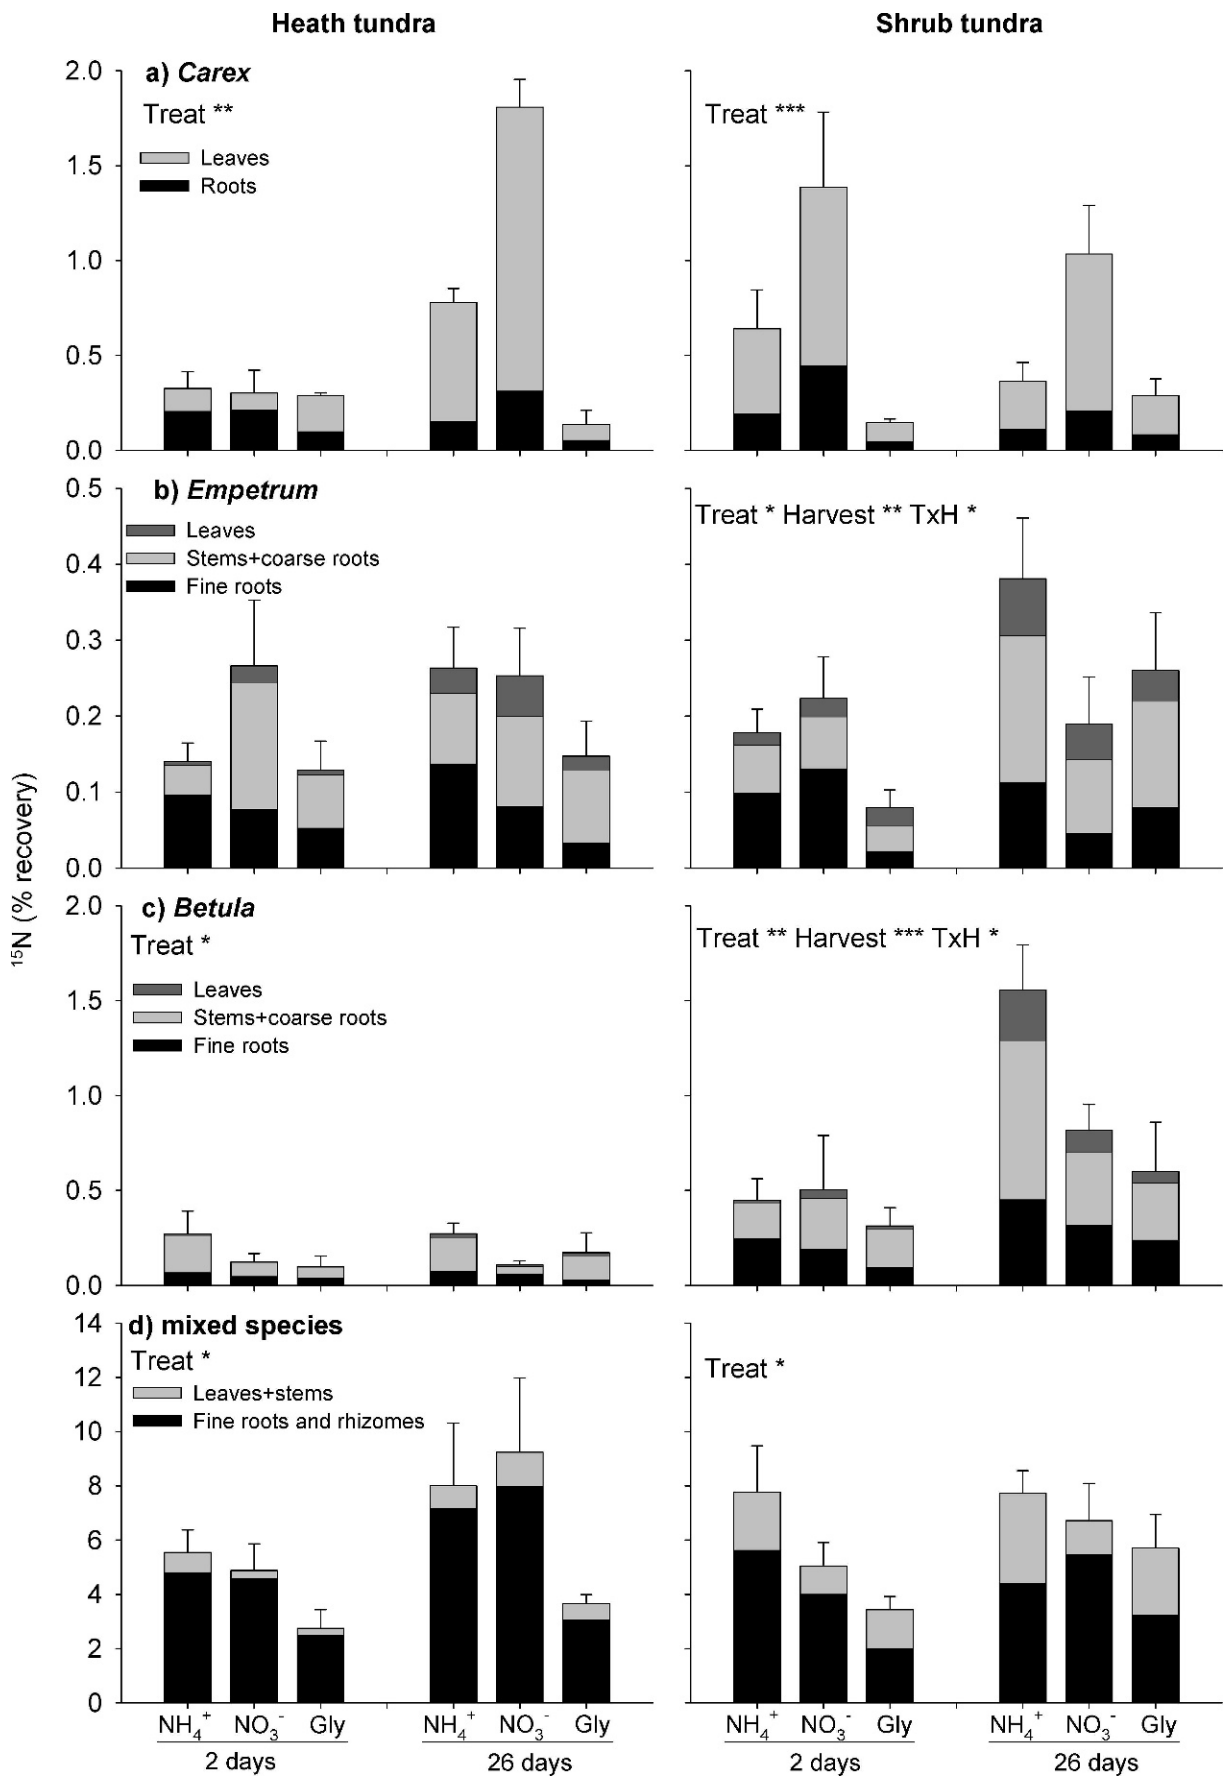 Heath tundra
Shrub tundra
¹⁵N (% recovery)
a) Carex
Treat **
Leaves
Roots
2.0
1.5
1.0
0.5
0.0
Treat ***
b) Empetrum
Leaves
Stems+coarse roots
Fine roots
0.5
0.4
0.3
0.2
0.1
0.0
Treat * Harvest ** TxH *
c) Betula
Treat *
Leaves
Stems+coarse roots
Fine roots
2.0
1.5
1.0
0.5
0.0
Treat ** Harvest *** TxH *
d) mixed species
Treat *
Leaves+stems
Fine roots and rhizomes
14
12
10
8
6
4
2
0
Treat *
NH₄⁺ NO₃⁻ Gly NH₄⁺ NO₃⁻ Gly
2 days 26 days
NH₄⁺ NO₃⁻ Gly NH₄⁺ NO₃⁻ Gly
2 days 26 days